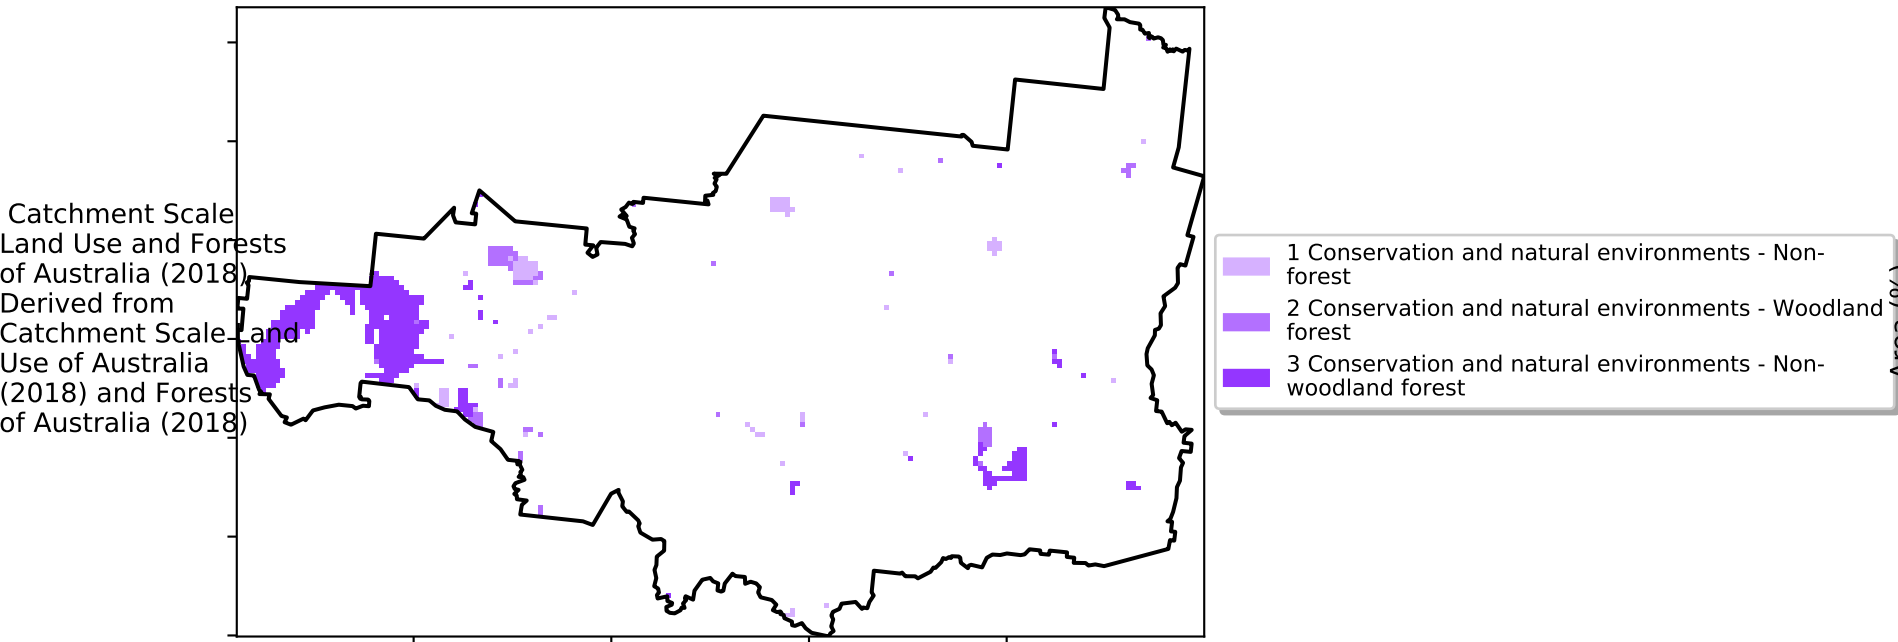 Catchment Scale
Land Use and Forests
of Australia (2018)
Derived from
Catchment Scale Land
Use of Australia
(2018) and Forests
of Australia (2018)
1 Conservation and natural environments - Non-
forest
2 Conservation and natural environments - Woodland
forest
3 Conservation and natural environments - Non-
woodland forest